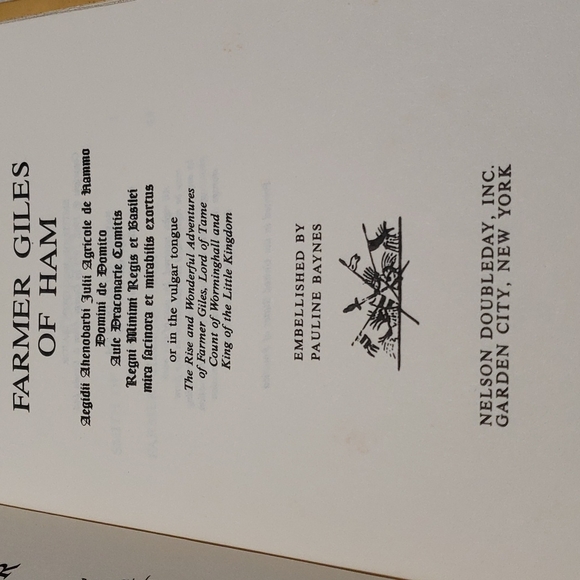 FARMER GILES
OF HAM
Aegidii Ahenobarbi Julii Agricole de Hammo
Domini de Domito
Aule Draconarie Comitis
Regni Minimi Regis et Basilei
mira facinora et mirabilis exortus
or in the vulgar tongue
The Rise and Wonderful Adventures
of Farmer Giles, Lord of Tame
Count of Worminghall and
King of the Little Kingdom
EMBELLISHED BY
PAULINE BAYNES
NELSON DOUBLEDAY, INC.
GARDEN CITY, NEW YORK